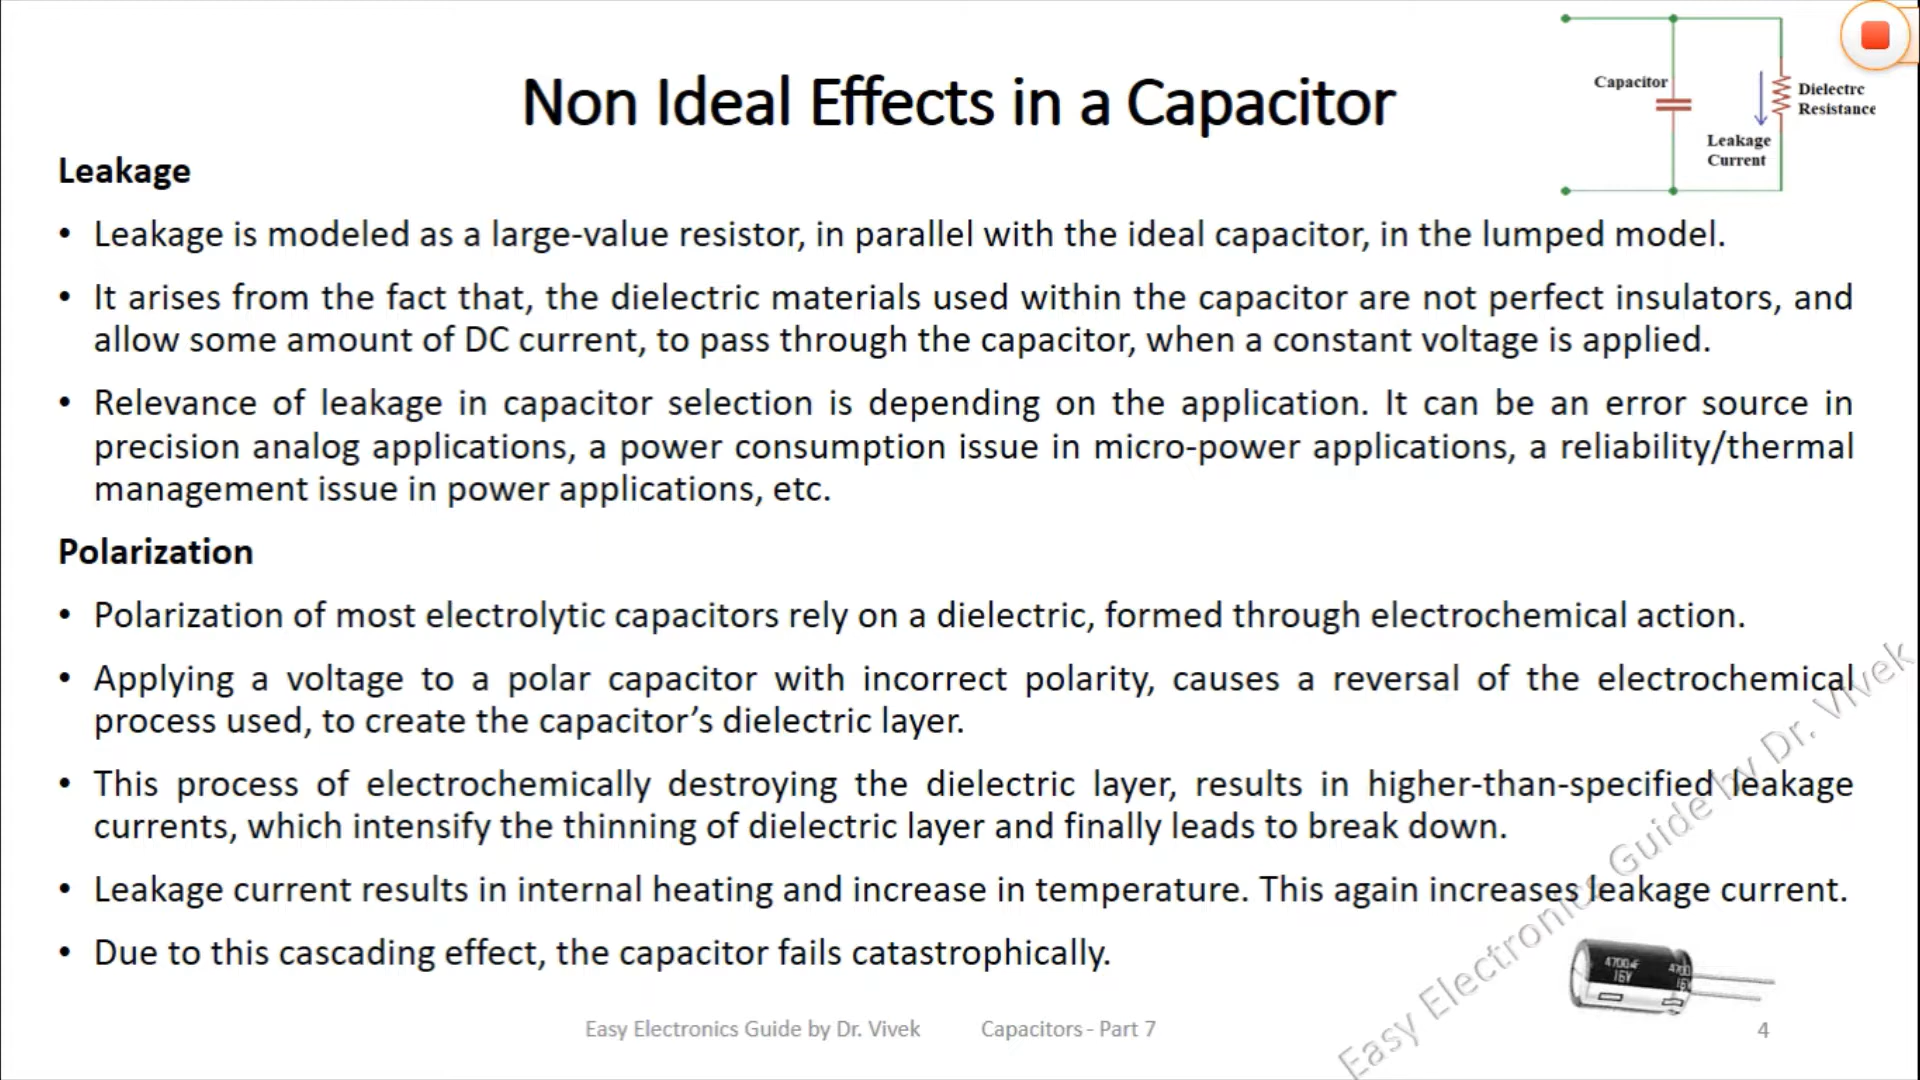 Non Ideal Effects in a Capacitor
Capacitor
Dielectrc
Resistance
Leakage
Current
Leakage
• Leakage is modeled as a large-value resistor, in parallel with the ideal capacitor, in the lumped model.
• It arises from the fact that, the dielectric materials used within the capacitor are not perfect insulators, and
allow some amount of DC current, to pass through the capacitor, when a constant voltage is applied.
• Relevance of leakage in capacitor selection is depending on the application. It can be an error source in
precision analog applications, a power consumption issue in micro-power applications, a reliability/thermal
management issue in power applications, etc.
Polarization
• Polarization of most electrolytic capacitors rely on a dielectric, formed through electrochemical action.
• Applying a voltage to a polar capacitor with incorrect polarity, causes a reversal of the electrochemical
process used, to create the capacitor’s dielectric layer.
• This process of electrochemically destroying the dielectric layer, results in higher-than-specified leakage
currents, which intensify the thinning of dielectric layer and finally leads to break down.
• Leakage current results in internal heating and increase in temperature. This again increases leakage current.
• Due to this cascading effect, the capacitor fails catastrophically.
Easy Electronics Guide by Dr. Vivek
4700µF
16V
4700
16V
Easy Electronics Guide by Dr. Vivek
Capacitors - Part 7
4